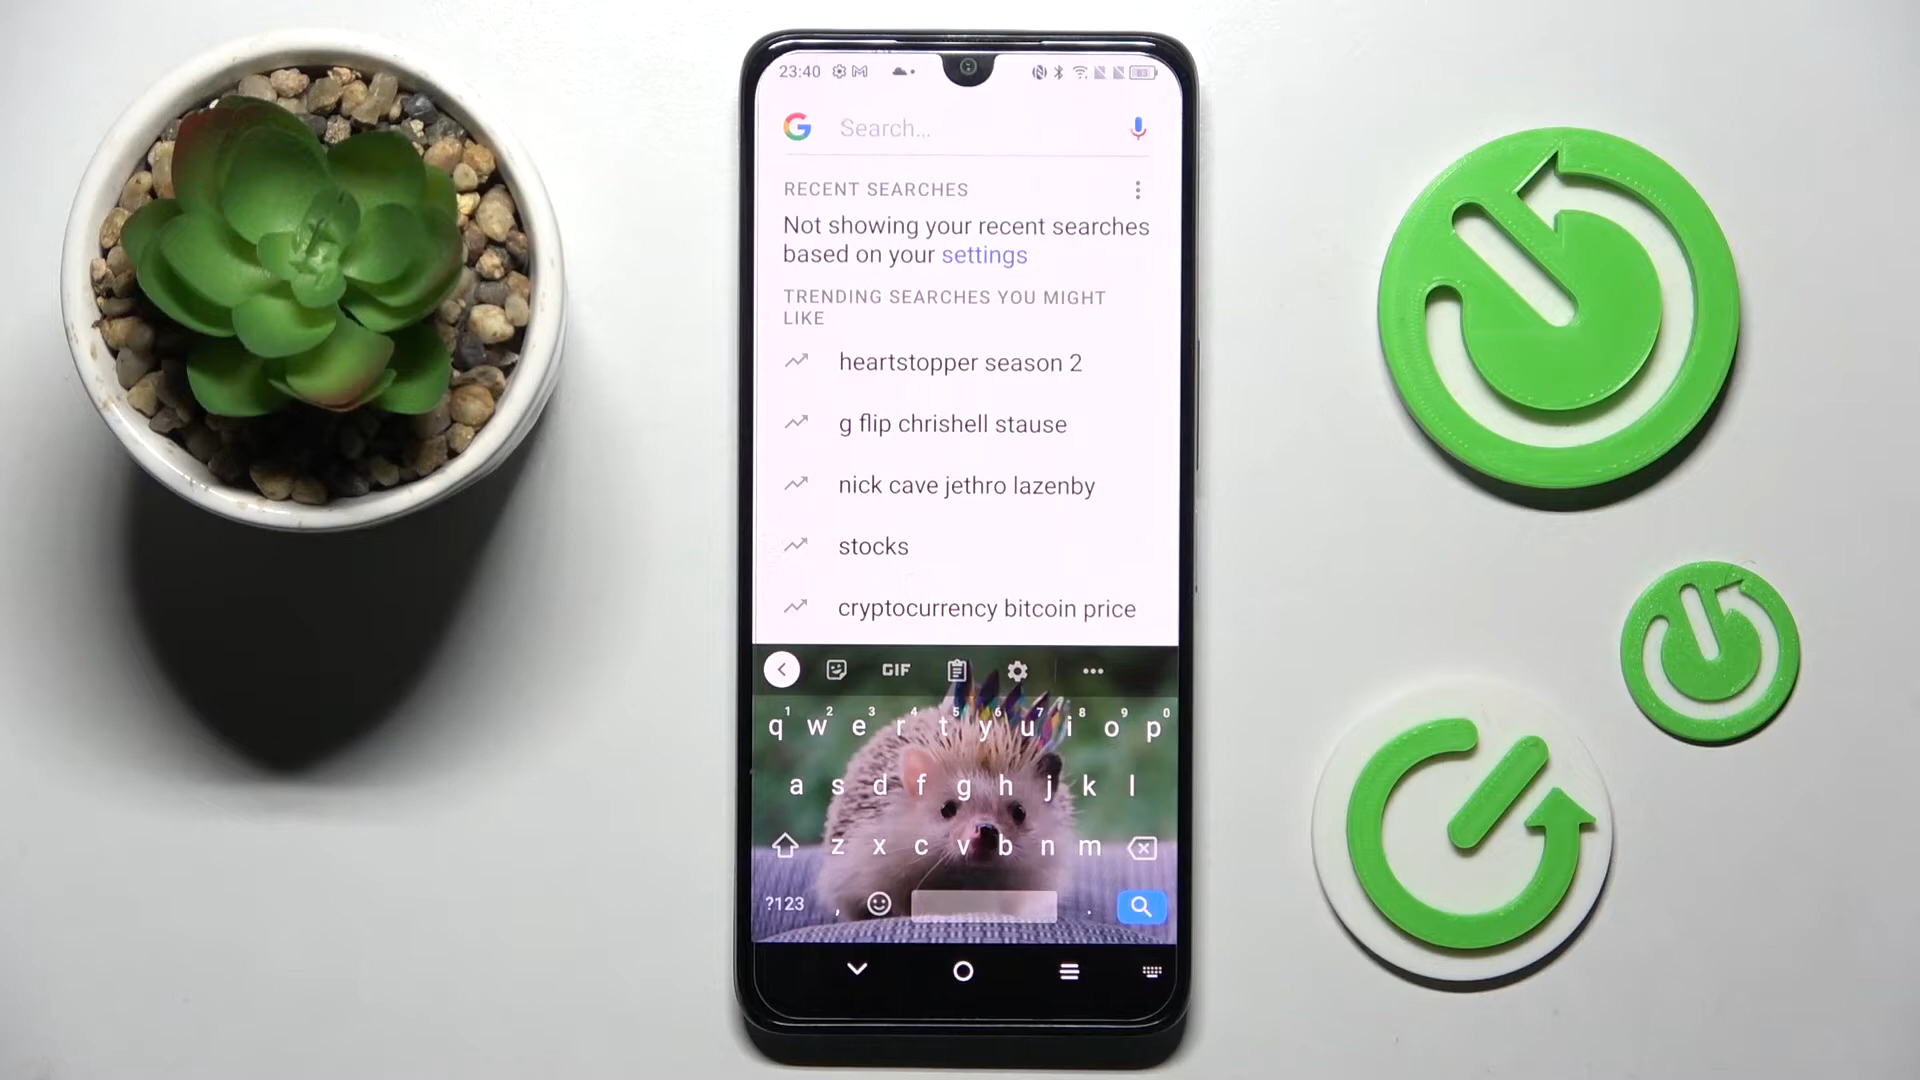 23:40
83
Search...
RECENT SEARCHES
Not showing your recent searches
based on your settings
TRENDING SEARCHES YOU MIGHT
LIKE
heartstopper season 2
g flip chrishell stause
nick cave jethro lazenby
stocks
cryptocurrency bitcoin price
GIF
1 2 3 4 5 6 7 8 9 0
q w e r t y u i o p
a s d f g h j k l
z x c v b n m
?123 , .